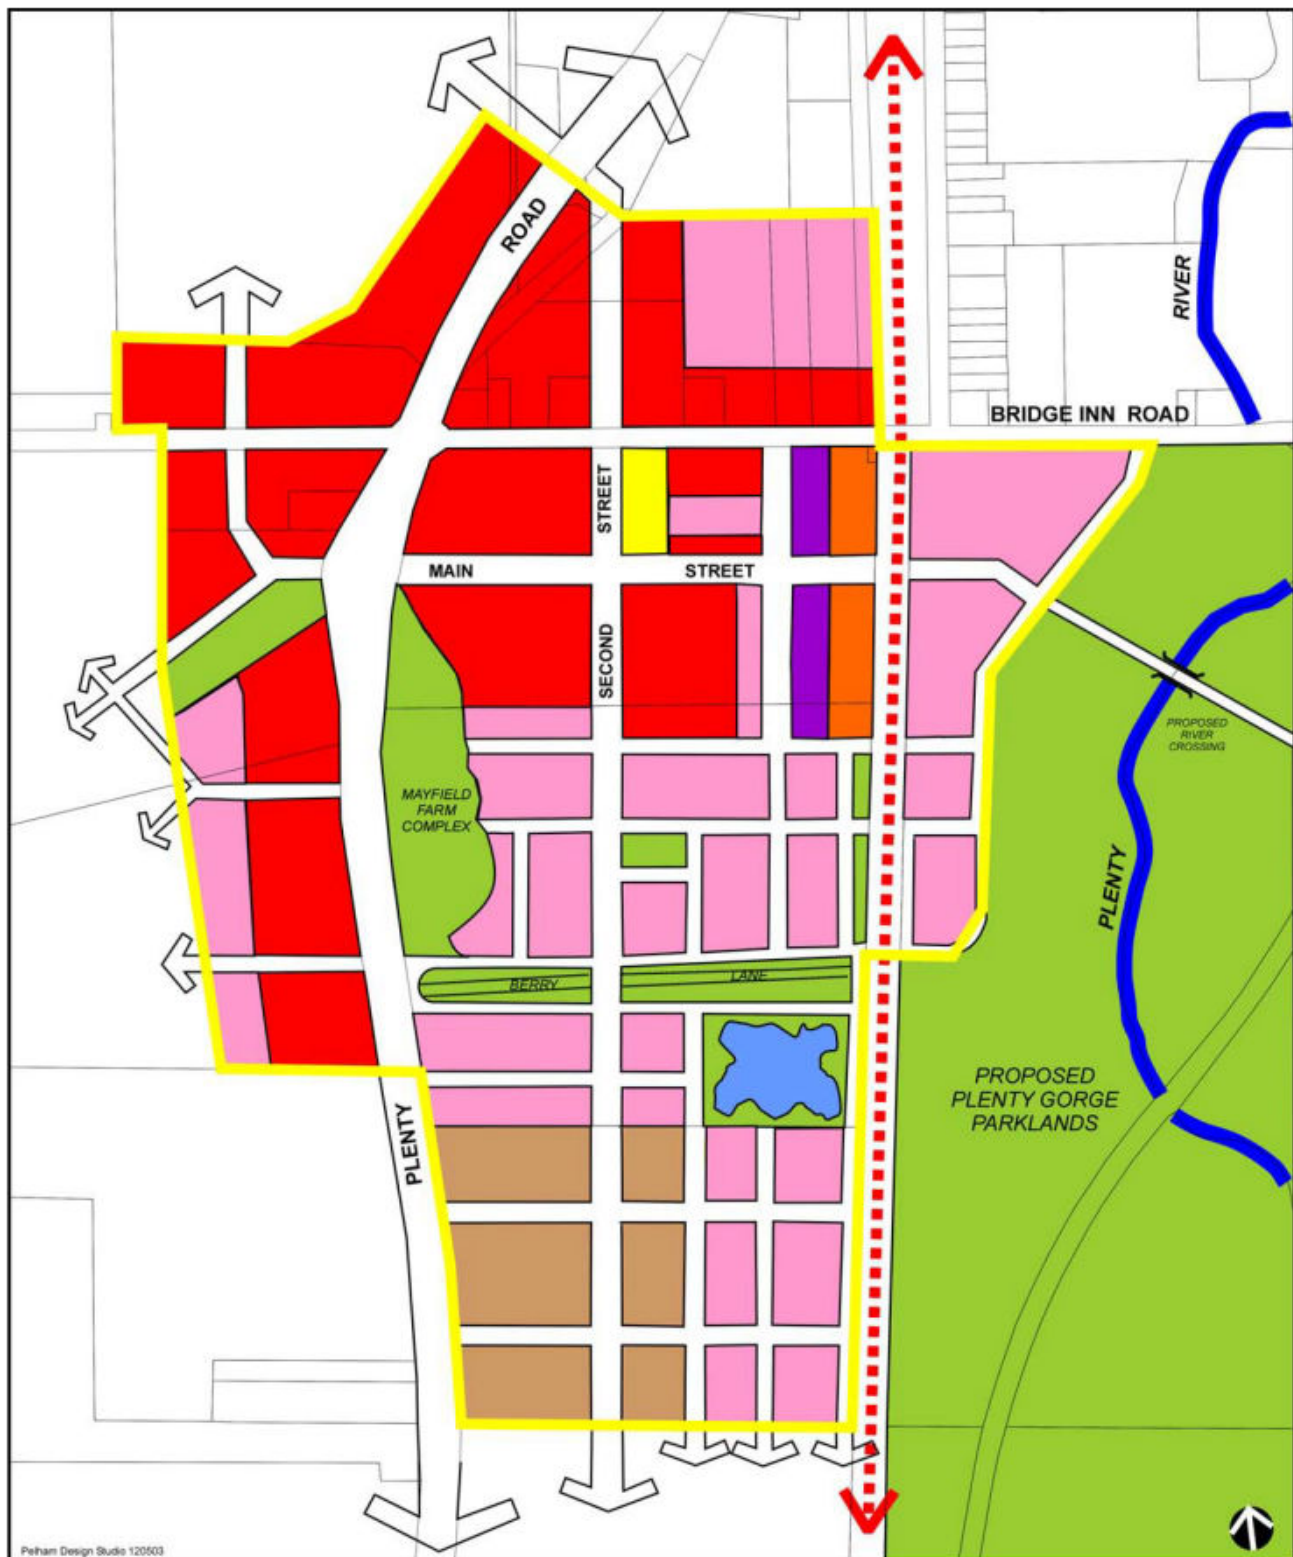 ROAD
RIVER
BRIDGE INN ROAD
STREET
MAIN
STREET
SECOND
PROPOSED
RIVER
CROSSING
MAYFIELD
FARM
COMPLEX
PLENTY
BERRY
LANE
PROPOSED
PLENTY GORGE
PARKLANDS
PLENTY
Pelham Design Studio 120503